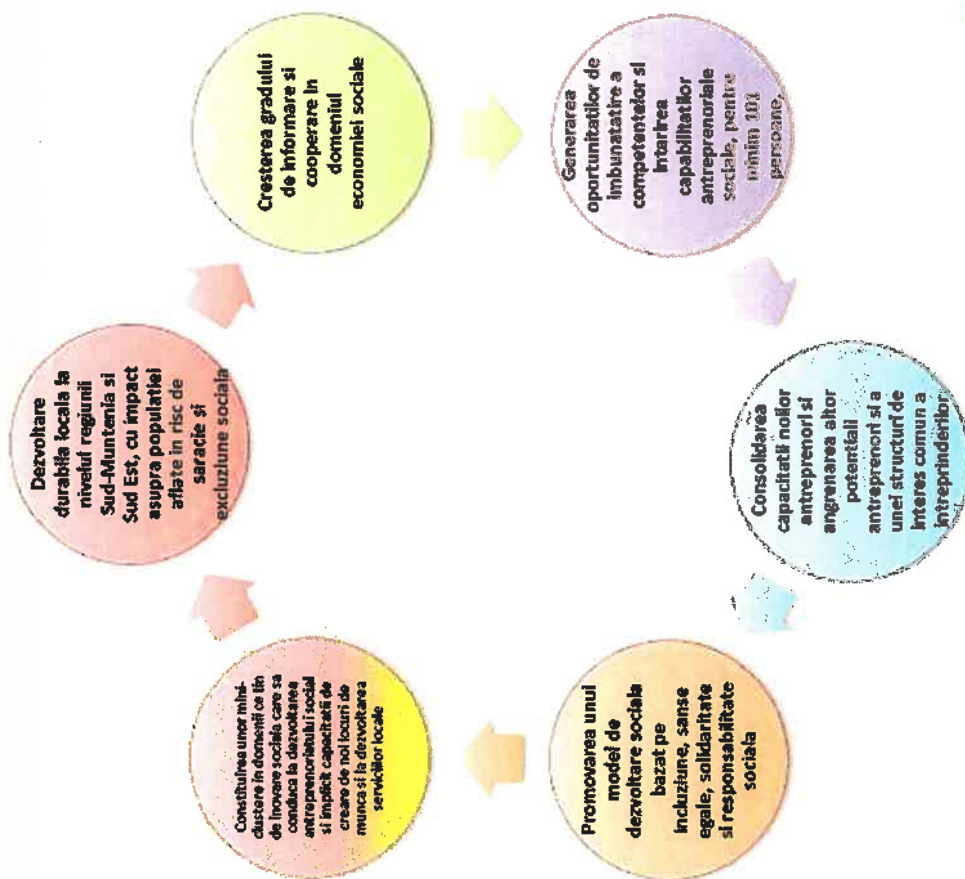 Dezvoltare
durabila locala la
nivelul regiunii
Sud-Muntenia si
Sud Est, cu impact
asupra populatiei
aflate in risc de
saracie si
excluziune sociala
Cresterea gradului
de informare si
cooperare in
domeniul
economiei sociale
Generarea
oportunitatilor de
imbunatatire a
competentelor si
intarirea
capabilitatilor
antreprenoriale
sociale, pentru
minim 101
persoane,
Consolidarea
capacitatii noilor
antreprenori si
angrenarea altor
potentiali
antreprenori si a
unei structuri de
interes comun a
intreprinderilor
Promovarea unui
model de
dezvoltare sociala
bazat pe
incluziune, sanse
egale, solidaritate
si responsabilitate
sociala
Constituirea unor mini-
clustere in domenii ce tin
de inovare sociala care sa
conduca la dezvoltarea
antreprenoriatului social
si implicit capacitatii de
creare de noi locuri de
munca si la dezvoltarea
serviciilor locale